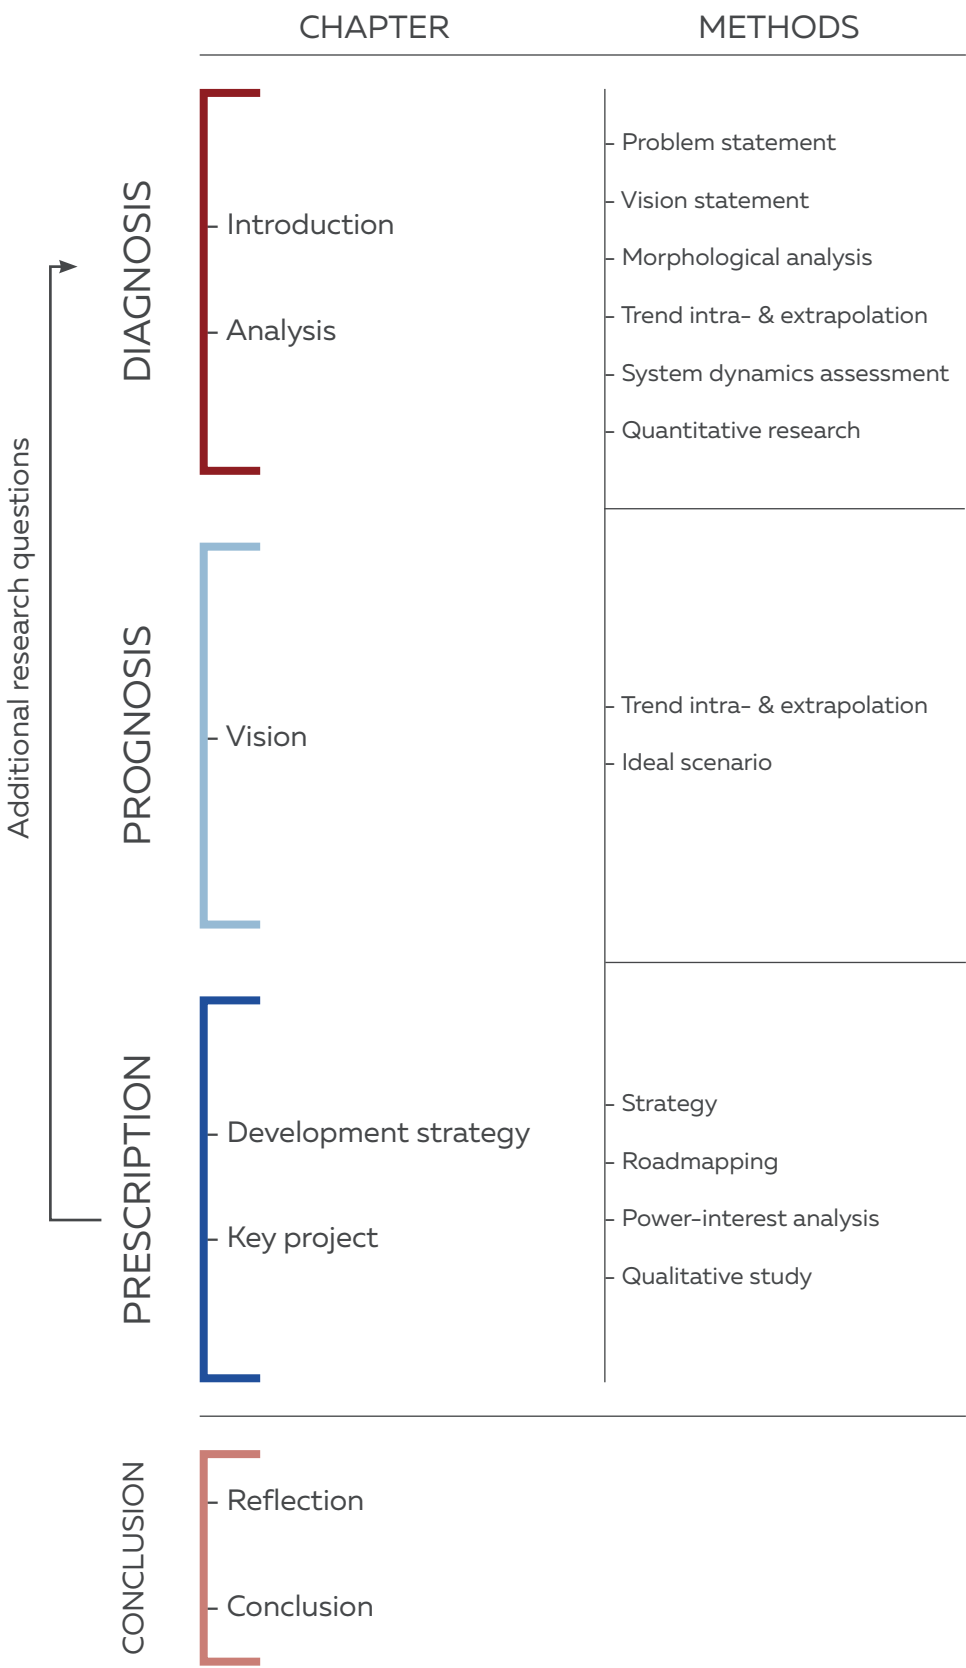 CHAPTER
METHODS
Additional research questions
DIAGNOSIS
- Introduction
- Analysis
- Problem statement
- Vision statement
- Morphological analysis
- Trend intra- & extrapolation
- System dynamics assessment
- Quantitative research
PROGNOSIS
- Vision
- Trend intra- & extrapolation
- Ideal scenario
PRESCRIPTION
- Development strategy
- Key project
- Strategy
- Roadmapping
- Power-interest analysis
- Qualitative study
CONCLUSION
- Reflection
- Conclusion